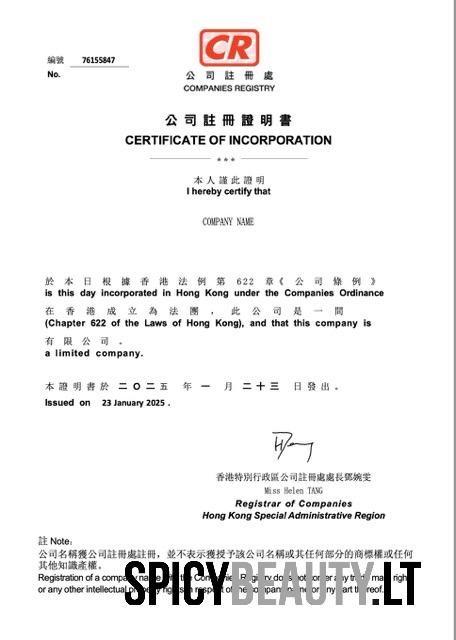 編號 76155847
No.
CR
公司註冊處
COMPANIES REGISTRY
公司註冊證明書
CERTIFICATE OF INCORPORATION
***
本人謹此證明
I hereby certify that
COMPANY NAME
於本日根據香港法例第 622 章《公司條例》
is this day incorporated in Hong Kong under the Companies Ordinance
在香港成立為法團，此公司是一間
(Chapter 622 of the Laws of Hong Kong), and that this company is
有限公司。
a limited company.
本證明書於 二〇二五 年 一 月 二十三 日發出。
Issued on 23 January 2025 .
香港特別行政區公司註冊處處長鄧婉雯
Miss Helen TANG
Registrar of Companies
Hong Kong Special Administrative Region
註 Note:
公司名稱獲公司註冊處註冊，並不表示獲授予該公司名稱或其任何部分的商標權或任何
其他知識產權。
Registration of a company name with the Companies Registry does not confer any trade mark rights
or any other intellectual property rights in respect of the company name or any part thereof.
SPICYBEAUTY.LT